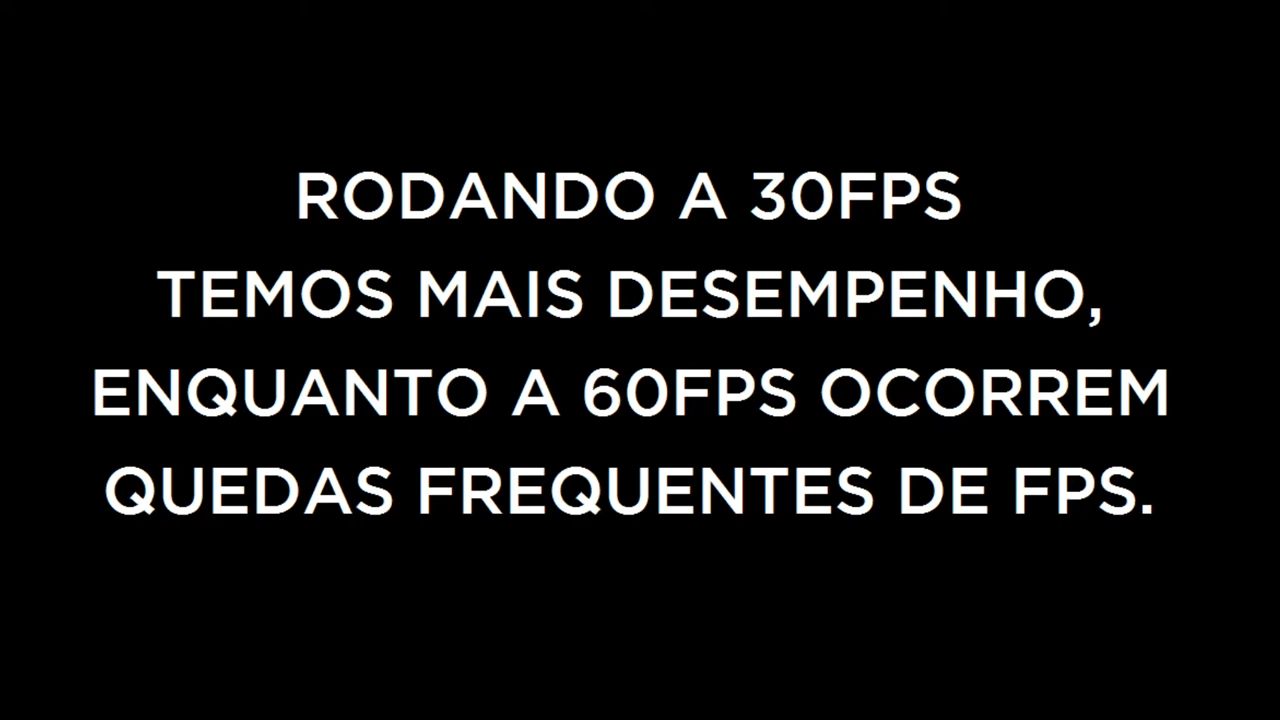 RODANDO A 30FPS
TEMOS MAIS DESEMPENHO,
ENQUANTO A 60FPS OCORREM
QUEDAS FREQUENTES DE FPS.